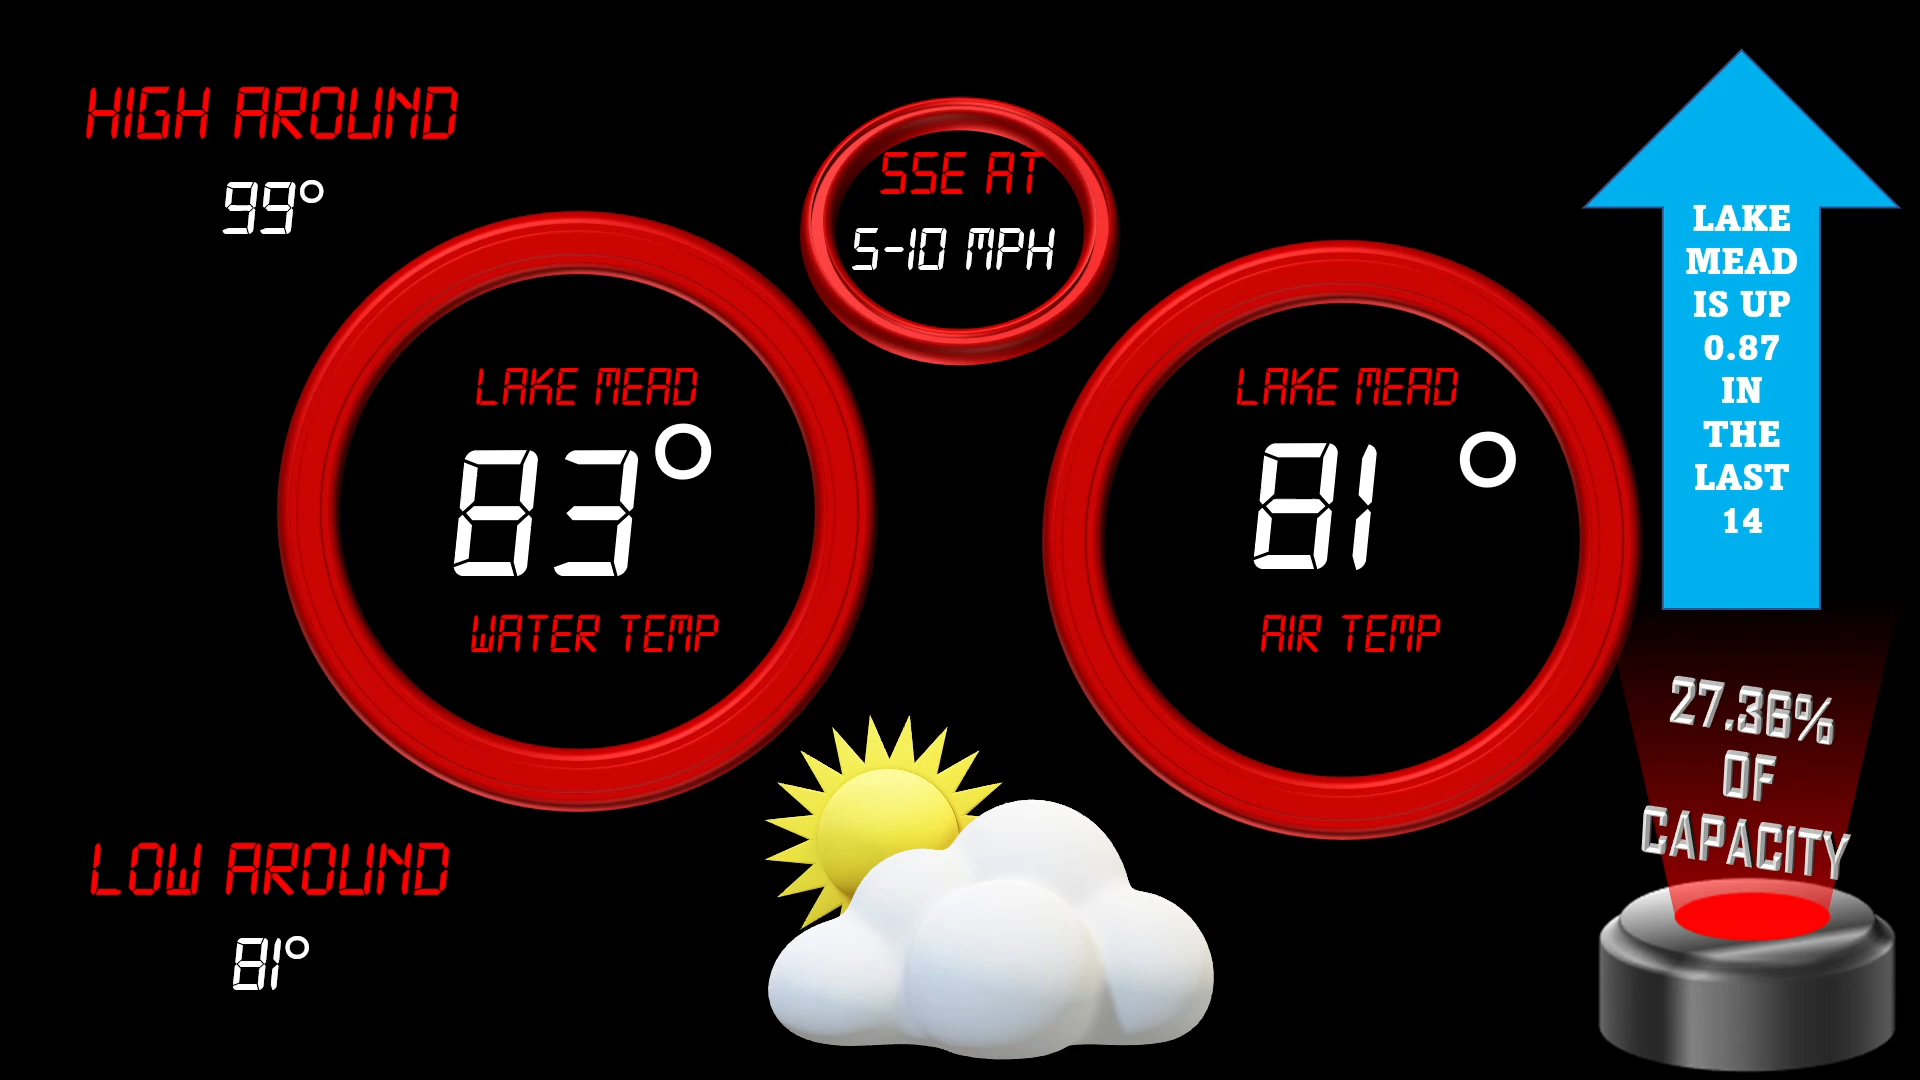 HIGH AROUND
99°
SSE AT
5-10 MPH
LAKE MEAD
83°
WATER TEMP
LAKE MEAD
81°
AIR TEMP
LAKE
MEAD
IS UP
0.87
IN
THE
LAST
14
27.36%
OF
CAPACITY
LOW AROUND
81°